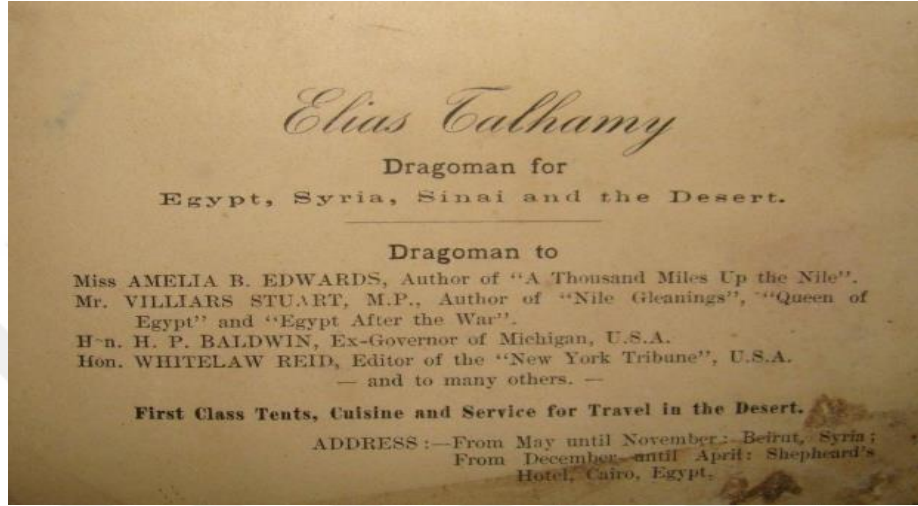 Elias Talhamy
Dragoman for
Egypt, Syria, Sinai and the Desert.
Dragoman to
Miss AMELIA B. EDWARDS, Author of “A Thousand Miles Up the Nile”.
Mr. VILLIARS STUART, M.P., Author of “Nile Gleanings”, “Queen of
Egypt” and “Egypt After the War”.
Hon. H. P. BALDWIN, Ex-Governor of Michigan, U.S.A.
Hon. WHITELAW REID, Editor of the “New York Tribune”, U.S.A.
— and to many others. —
First Class Tents, Cuisine and Service for Travel in the Desert.
ADDRESS :—From May until November: Beirut, Syria;
From December until April: Shepheard's
Hotel, Cairo, Egypt.